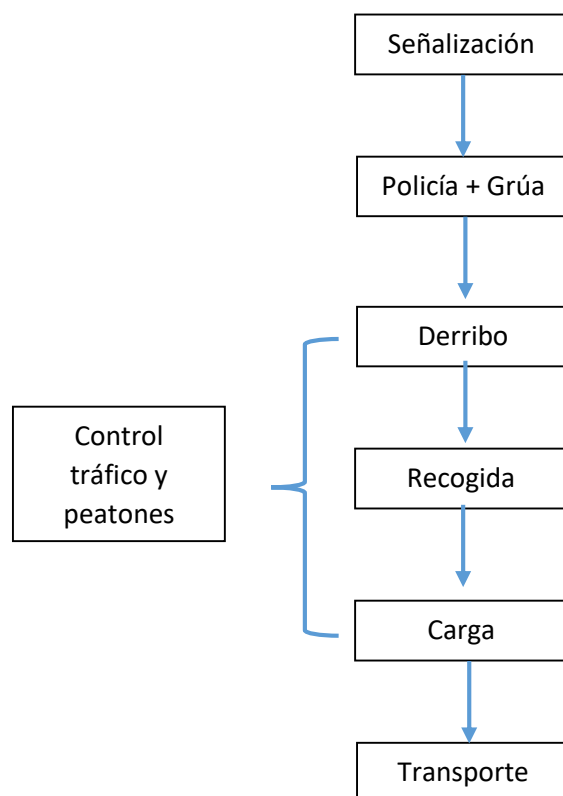 Señalización
Policía + Grúa
Derribo
Control
tráfico y
peatones
Recogida
Carga
Transporte